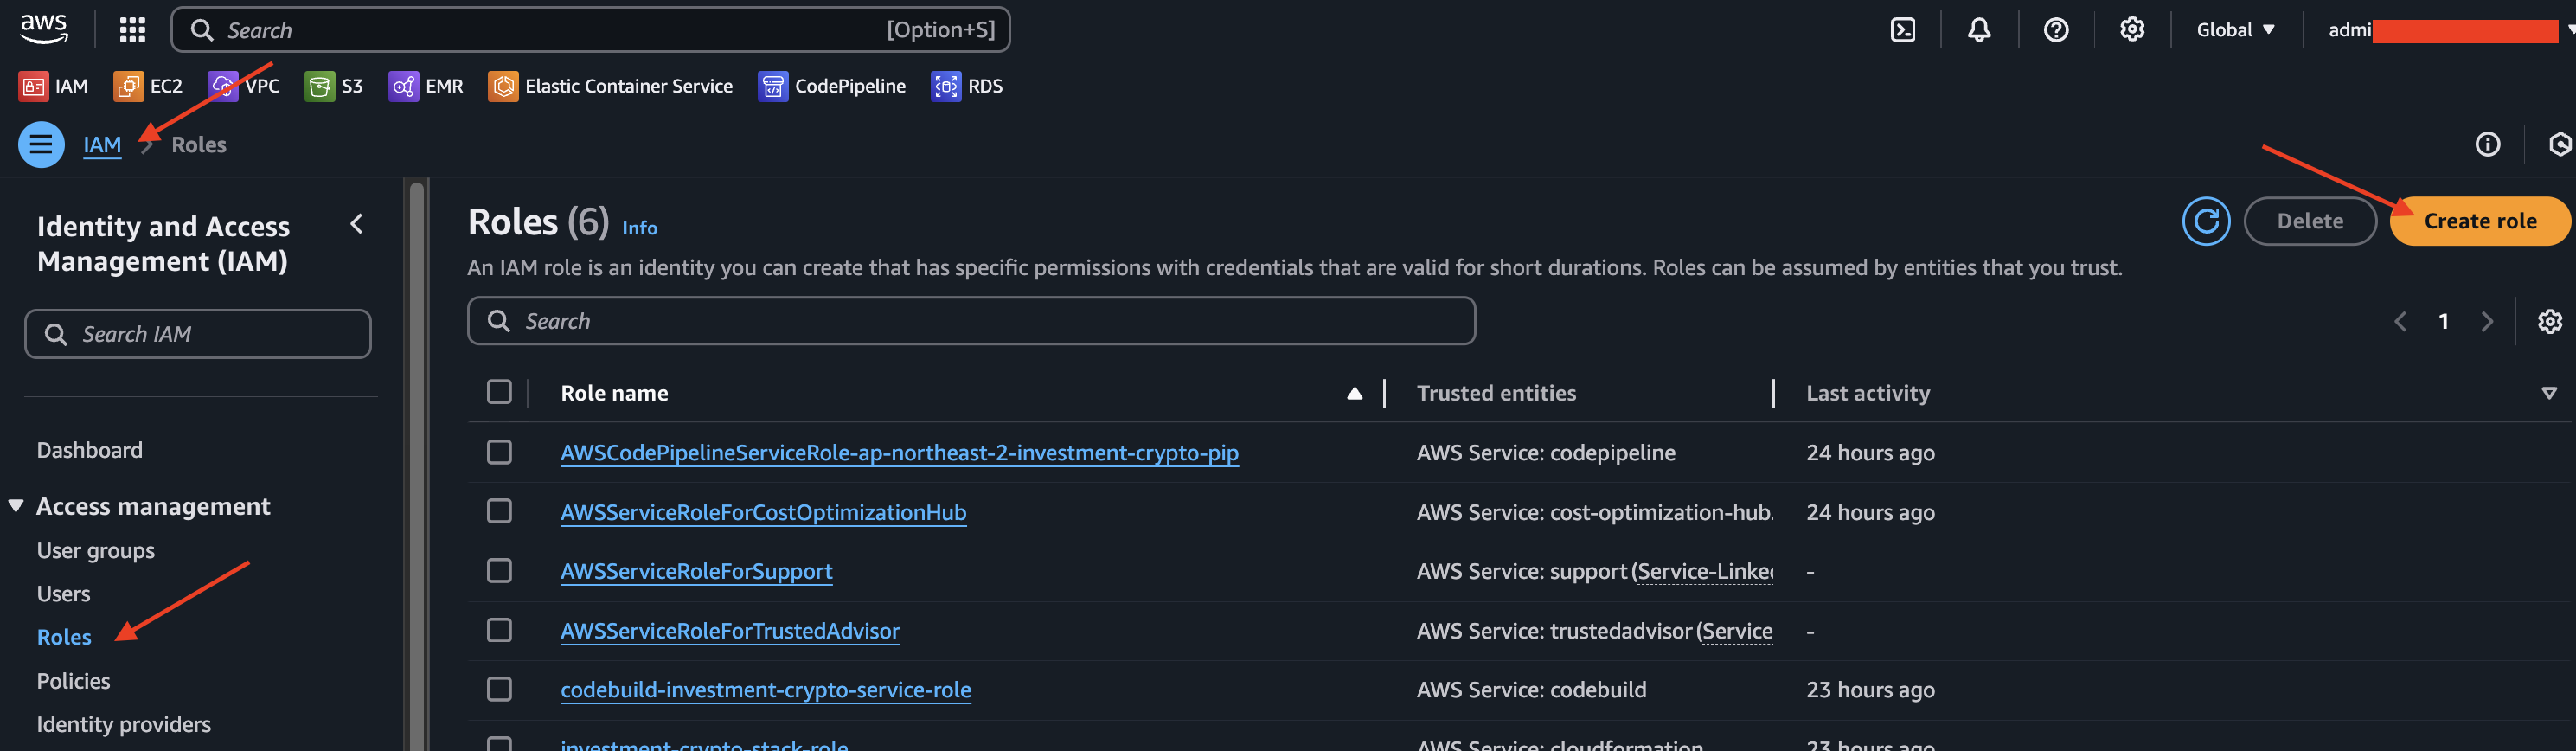 aws
Search [Option+S] Global admi
IAM EC2 VPC S3 EMR Elastic Container Service CodePipeline RDS
IAM Roles
Identity and Access
Management (IAM)
Search IAM
Dashboard
Access management
User groups
Users
Roles
Policies
Identity providers
Roles (6) Info
Delete
Create role
An IAM role is an identity you can create that has specific permissions with credentials that are valid for short durations. Roles can be assumed by entities that you trust.
Search
1
Role name Trusted entities Last activity
AWSCodePipelineServiceRole-ap-northeast-2-investment-crypto-pip AWS Service: codepipeline 24 hours ago
AWSServiceRoleForCostOptimizationHub AWS Service: cost-optimization-hub. 24 hours ago
AWSServiceRoleForSupport AWS Service: support (Service-Linked -
AWSServiceRoleForTrustedAdvisor AWS Service: trustedadvisor (Service -
codebuild-investment-crypto-service-role AWS Service: codebuild 23 hours ago
investment-crypto-stack-role AWS Service: cloudformation 23 hours ago